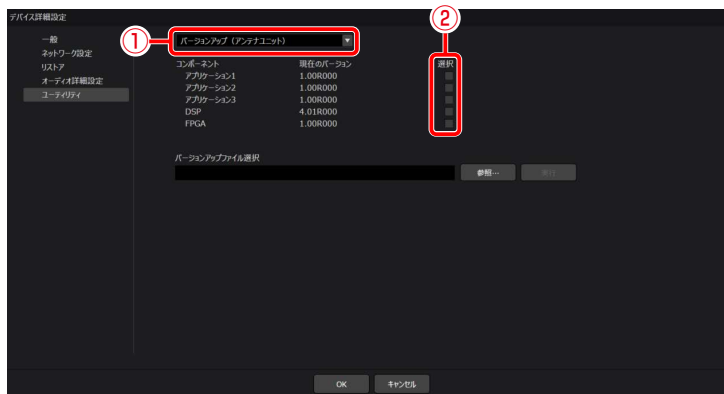 デバイス詳細設定
②
一般
①
バージョンアップ（アンテナユニット）
ネットワーク設定
リストア
コンポーネント 現在のバージョン 選択
オーディオ詳細設定
アプリケーション1 1.00R000
ユーティリティ
アプリケーション2 1.00R000
アプリケーション3 1.00R000
DSP 4.01R000
FPGA 1.00R000
バージョンアップファイル選択
参照… 実行
OK キャンセル